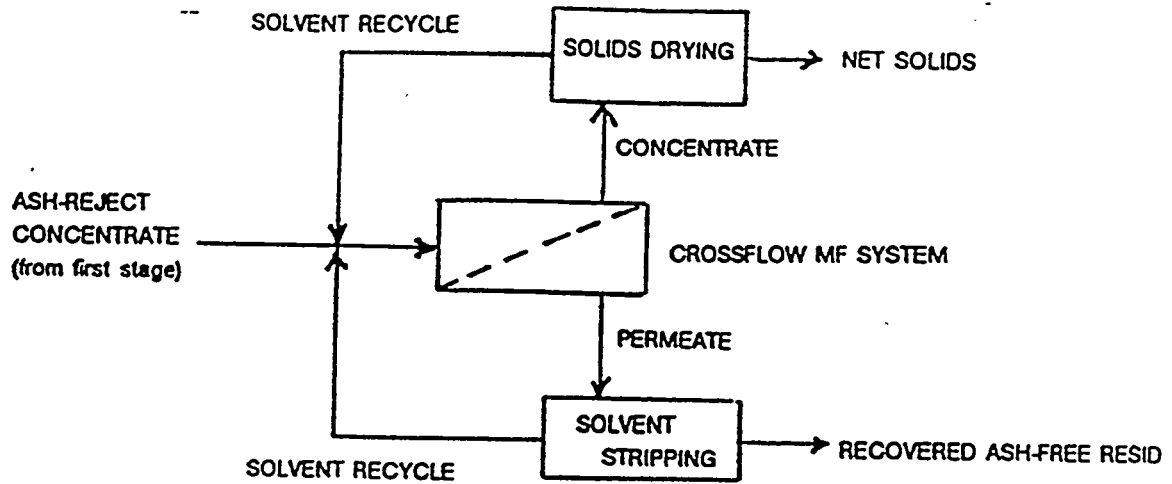 SOLVENT RECYCLE
SOLIDS DRYING
NET SOLIDS
CONCENTRATE
ASH-REJECT
CONCENTRATE
(from first stage)
CROSSFLOW MF SYSTEM
PERMEATE
SOLVENT
STRIPPING
RECOVERED ASH-FREE RESID
SOLVENT RECYCLE